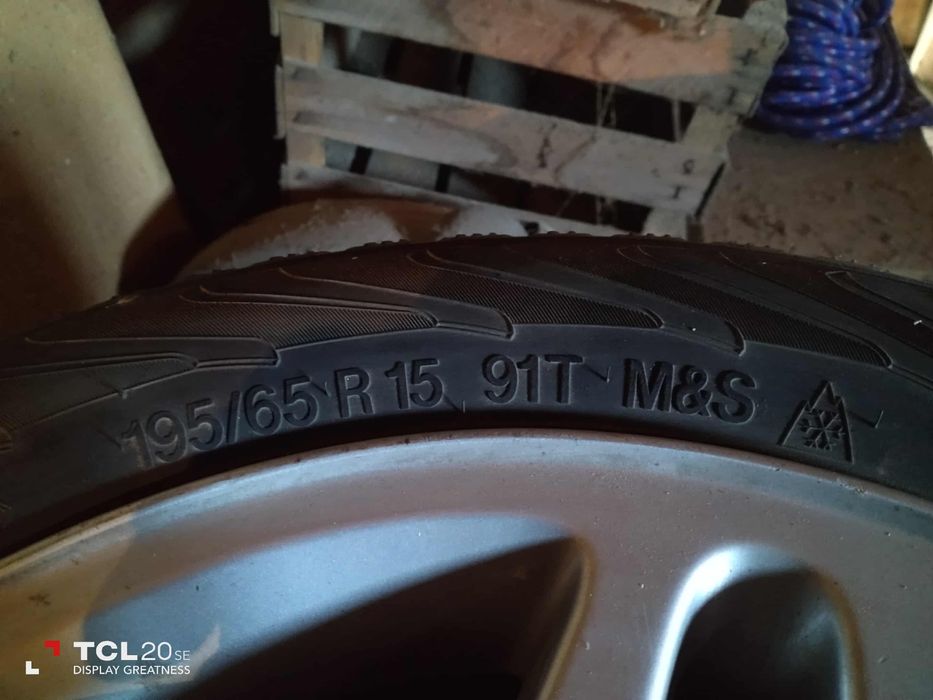 195/65 R 15 91T M&S
TCL 20 SE
DISPLAY GREATNESS